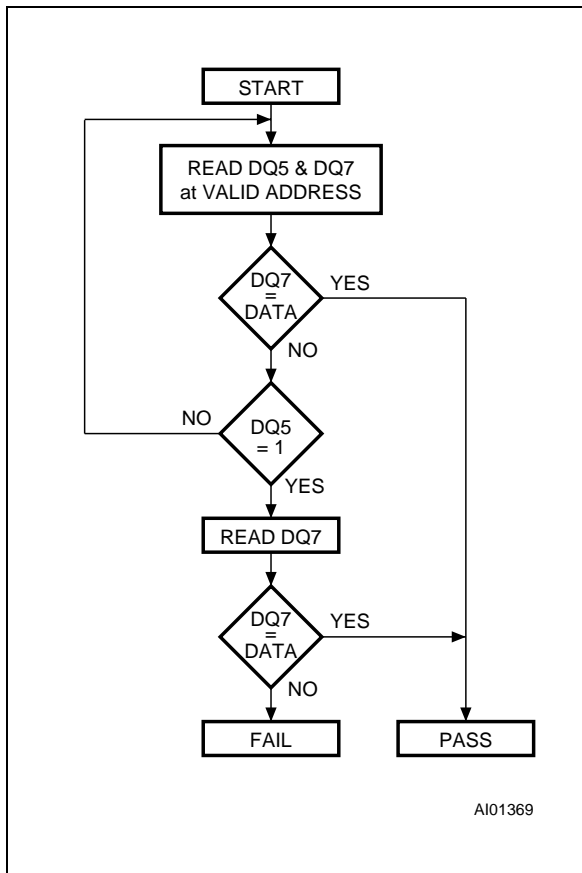 START
READ DQ5 & DQ7
at VALID ADDRESS
DQ7
=
DATA
YES
NO
DQ5
= 1
NO
YES
READ DQ7
DQ7
=
DATA
YES
NO
FAIL
PASS
AI01369